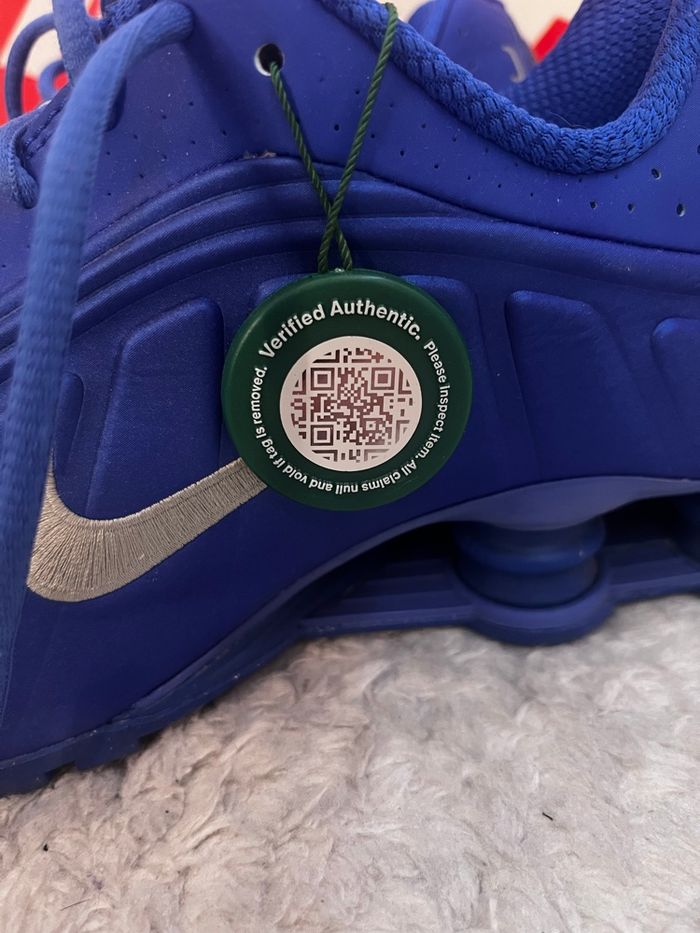 Verified Authentic.
Please inspect item. All claims null and void if tag is removed.